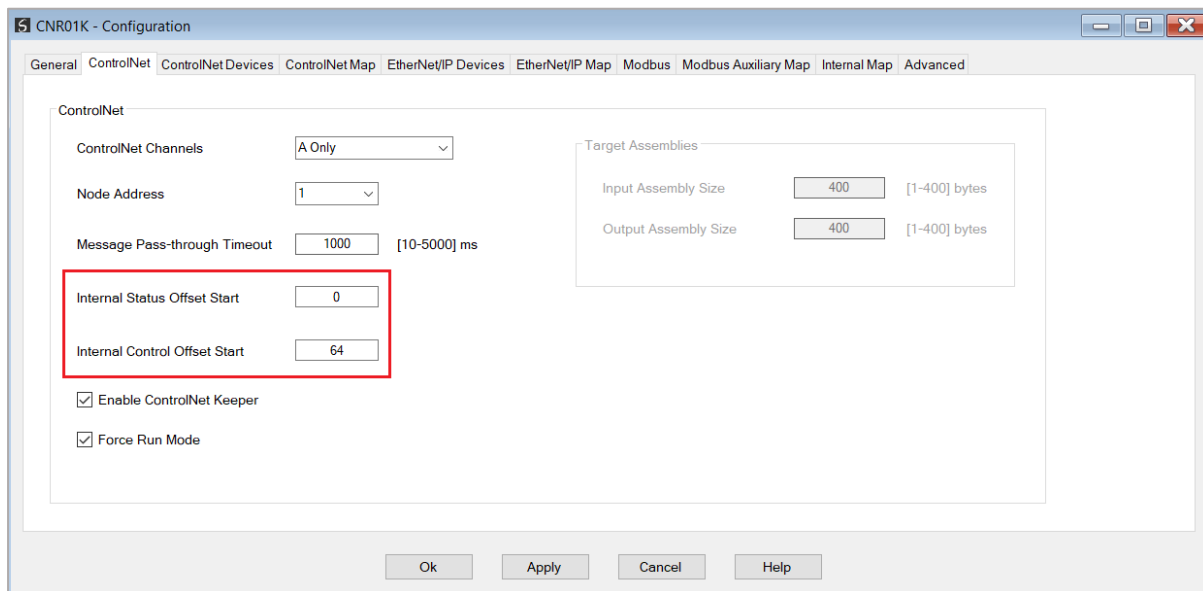 CNR01K - Configuration
General ControlNet ControlNet Devices ControlNet Map EtherNet/IP Devices EtherNet/IP Map Modbus Modbus Auxiliary Map Internal Map Advanced
ControlNet
ControlNet Channels A Only
Node Address 1
Message Pass-through Timeout 1000 [10-5000] ms
Internal Status Offset Start 0
Internal Control Offset Start 64
Enable ControlNet Keeper
Force Run Mode
Target Assemblies
Input Assembly Size 400 [1-400] bytes
Output Assembly Size 400 [1-400] bytes
Ok Apply Cancel Help